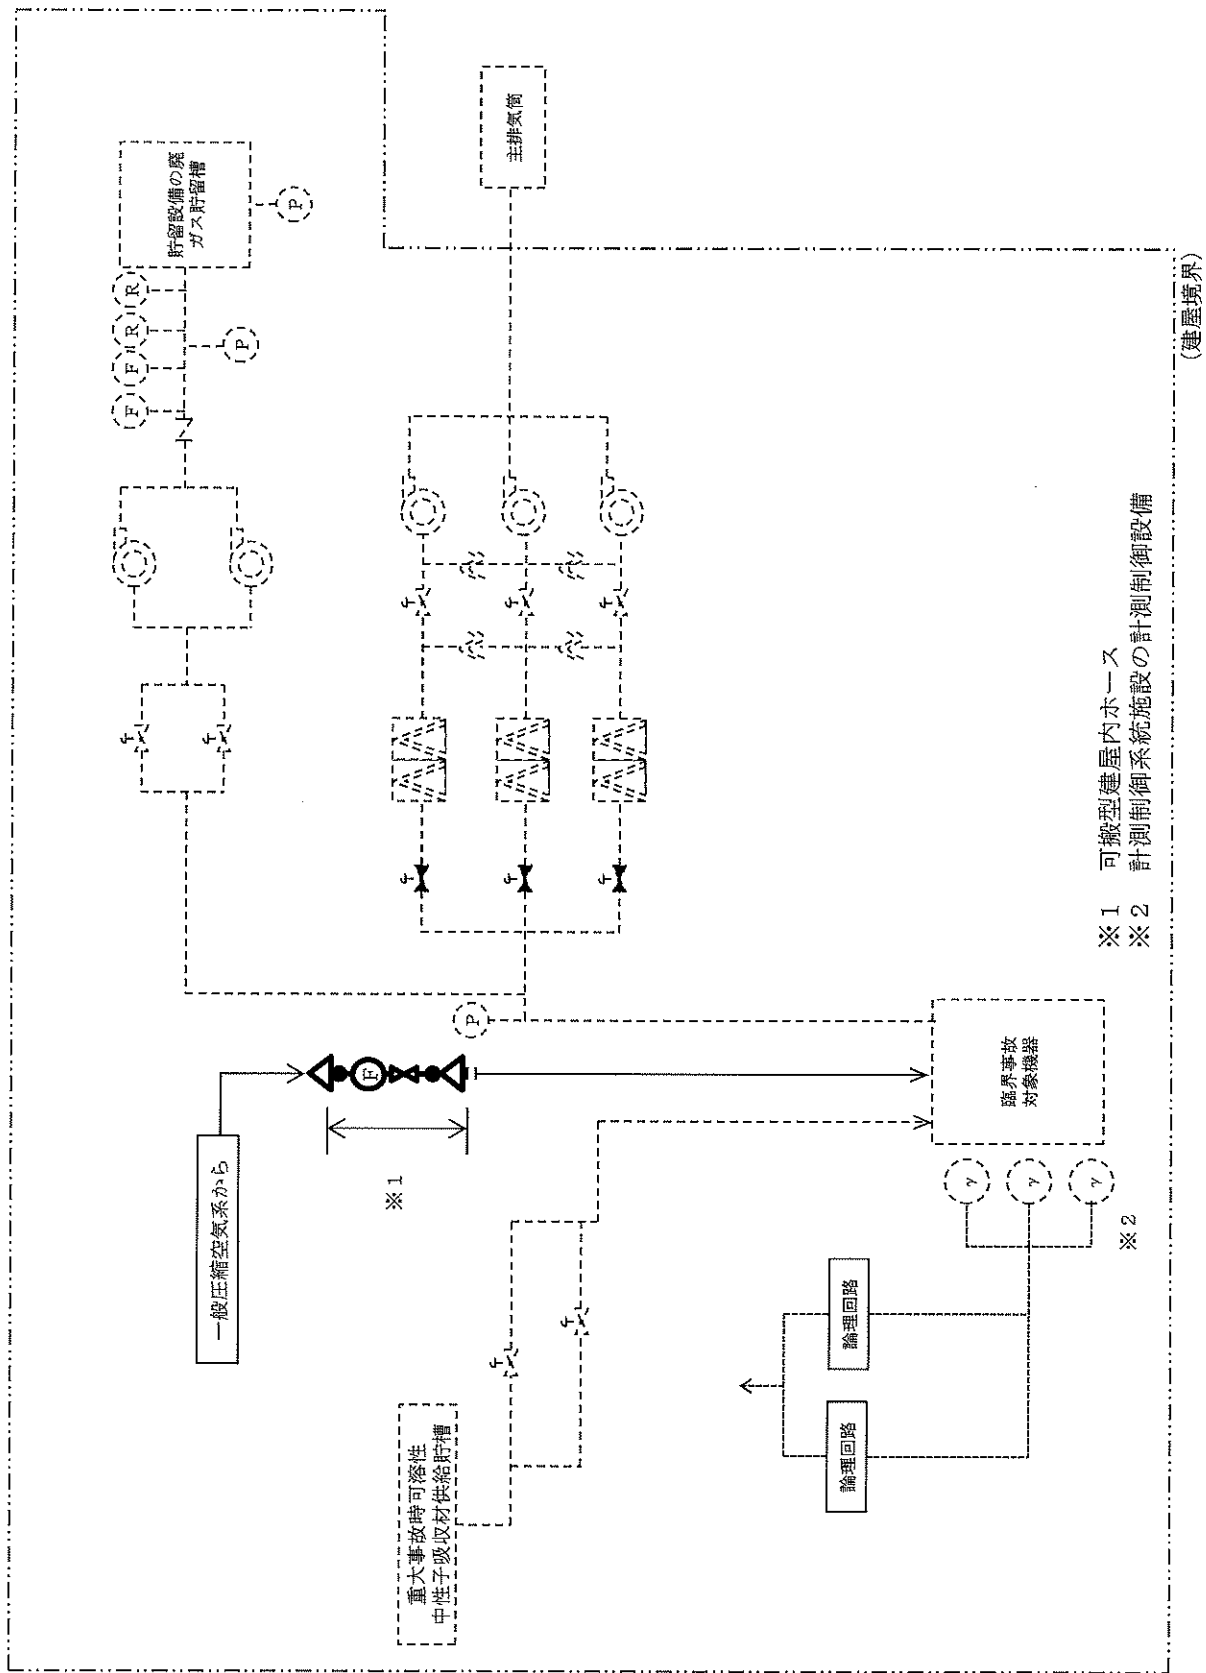 貯留設備の廃
ガス貯留槽
P
F
F
R
R
P
主排気筒
P
一般圧縮空気系から
F
※1
重大事故時可溶性
中性子吸収材供給貯槽
臨界事故
対象機器
γ
γ
γ
※2
論理回路
論理回路
※1 可搬型建屋内ホース
※2 計測制御系統施設の計測制御設備
(建屋境界)